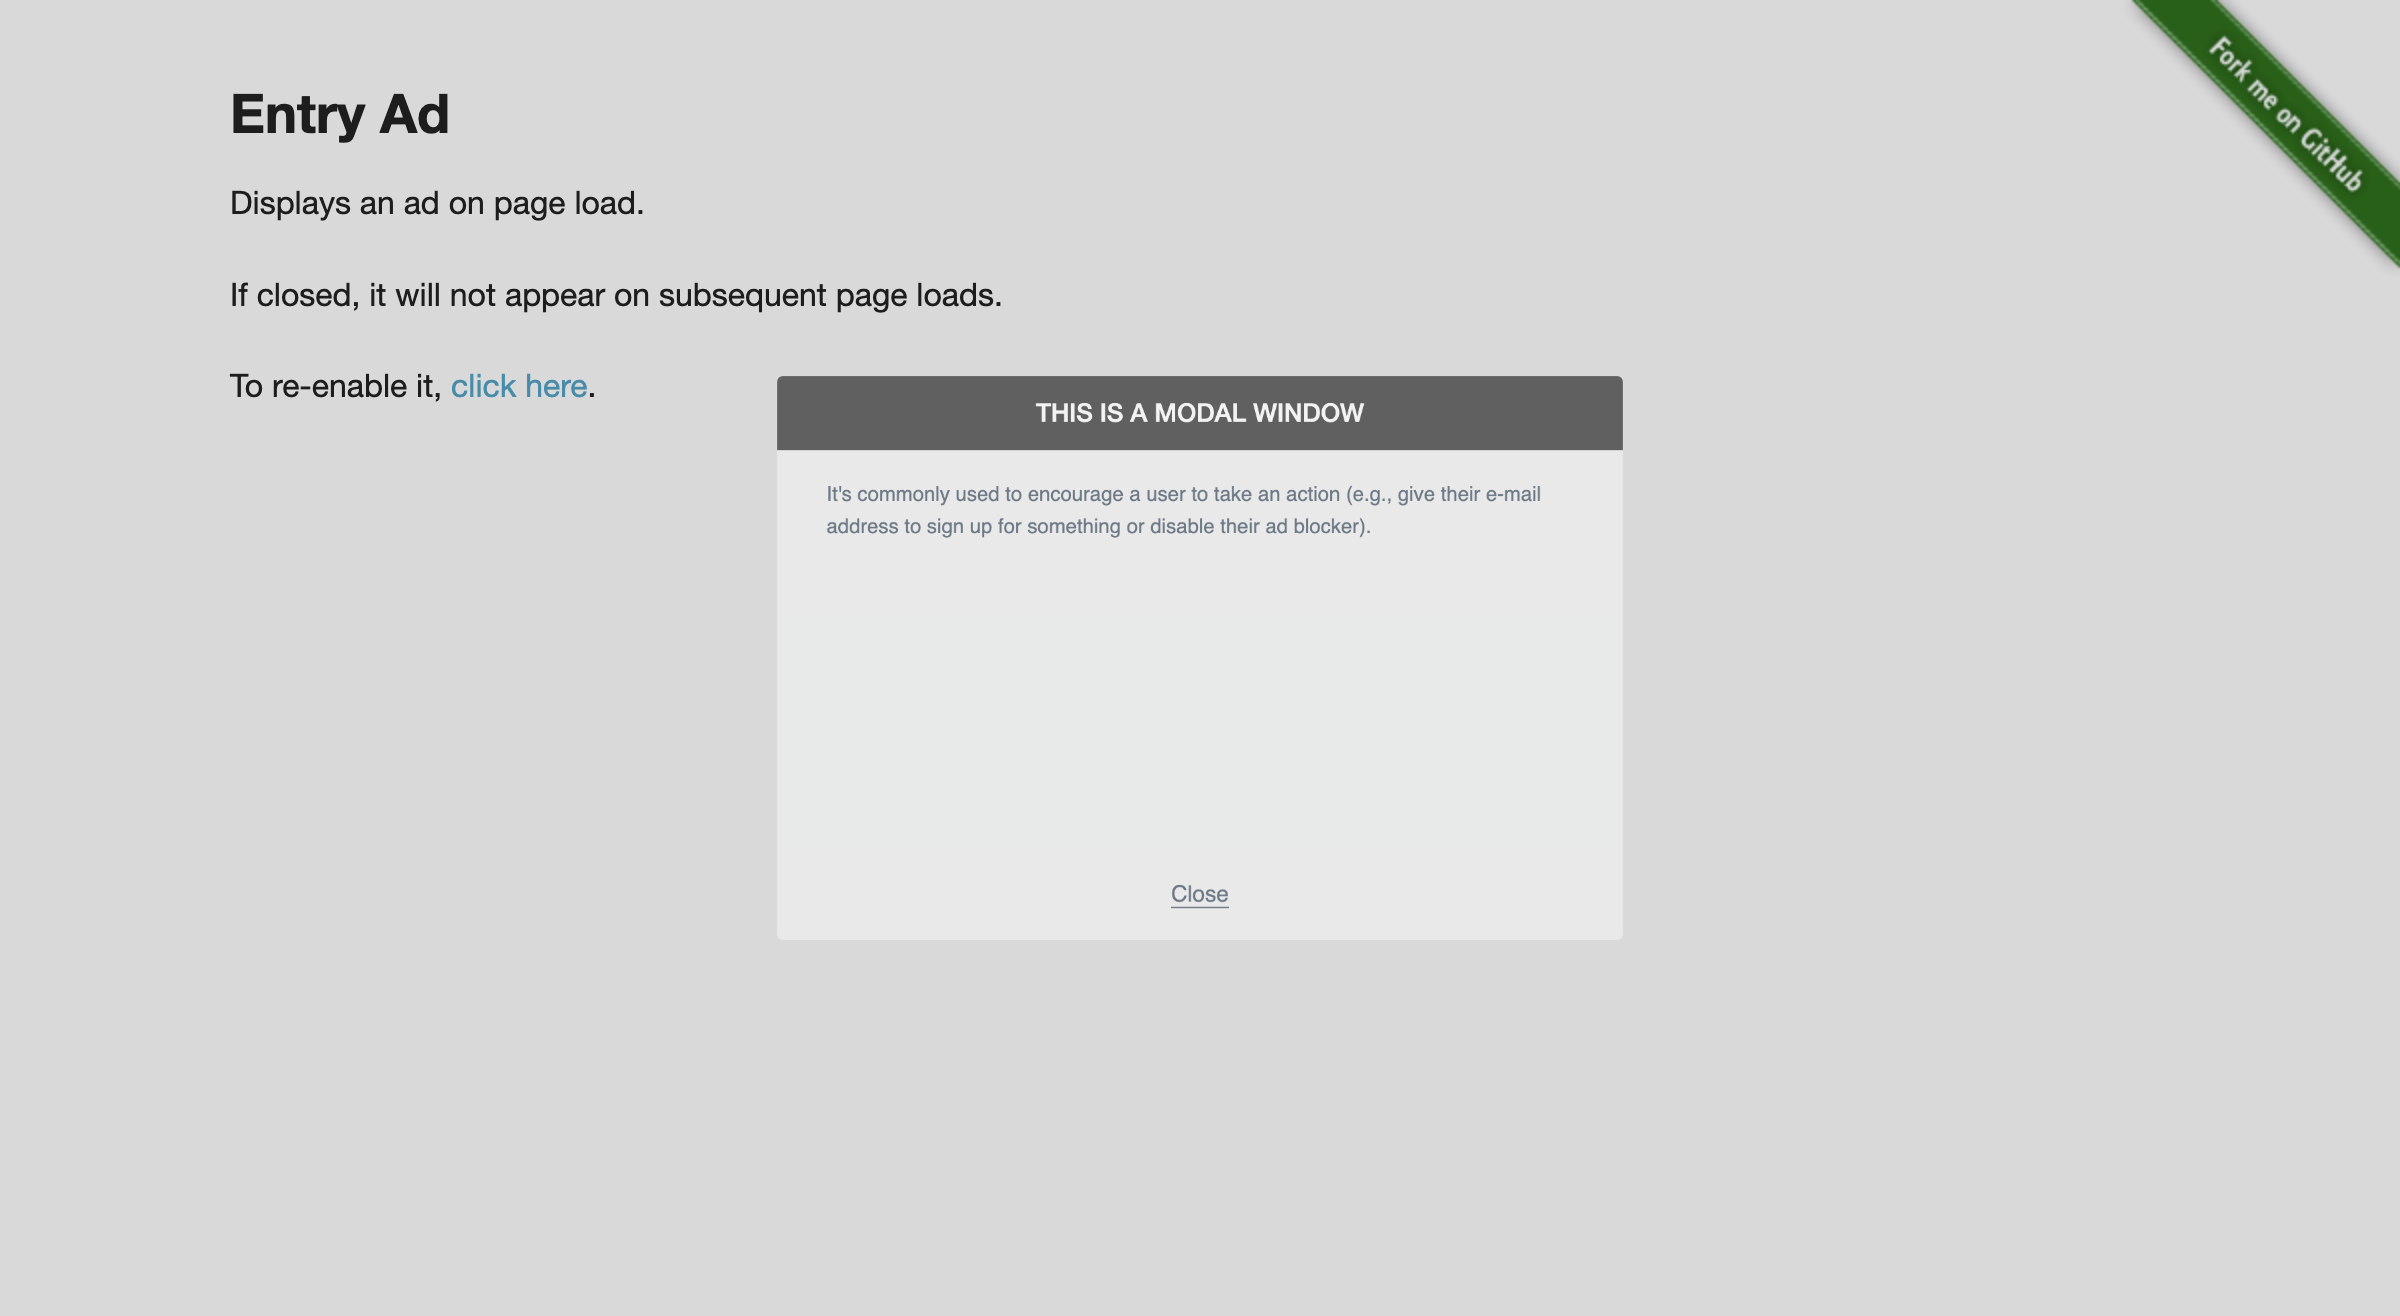 Fork me on GitHub
Entry Ad
Displays an ad on page load.
If closed, it will not appear on subsequent page loads.
To re-enable it, click here.
THIS IS A MODAL WINDOW
It's commonly used to encourage a user to take an action (e.g., give their e-mail
address to sign up for something or disable their ad blocker).
Close